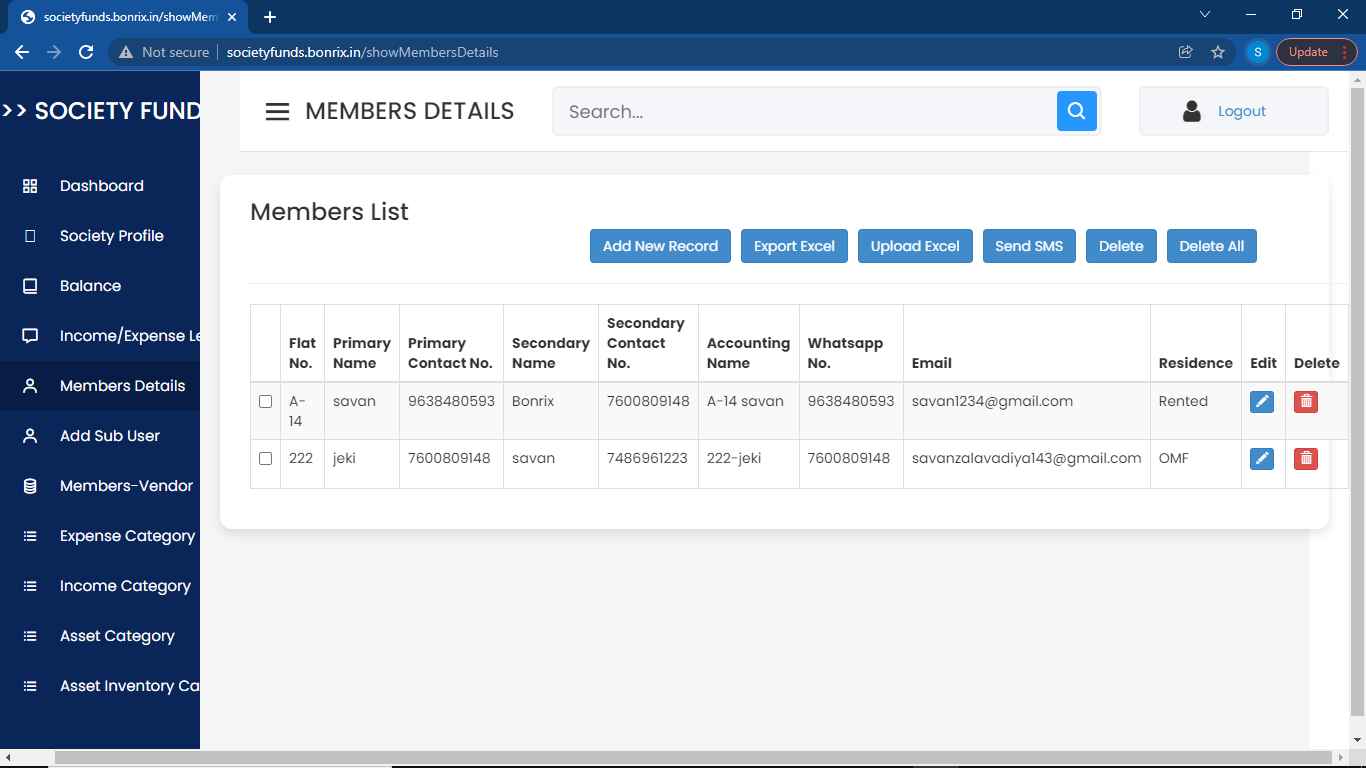 societyfunds.bonrix.in/showMem
Not secure societyfunds.bonrix.in/showMembersDetails S Update
>> SOCIETY FUND
MEMBERS DETAILS Search... Logout
Dashboard
Society Profile
Balance
Income/Expense Le
Members Details
Add Sub User
Members-Vendor
Expense Category
Income Category
Asset Category
Asset Inventory Ca
Members List
Add New Record Export Excel Upload Excel Send SMS Delete Delete All
Flat No. Primary Name Primary Contact No. Secondary Name Secondary Contact No. Accounting Name Whatsapp No. Email Residence Edit Delete
A-14 savan 9638480593 Bonrix 7600809148 A-14 savan 9638480593 savan1234@gmail.com Rented
222 jeki 7600809148 savan 7486961223 222-jeki 7600809148 savanzalavadiya143@gmail.com OMF